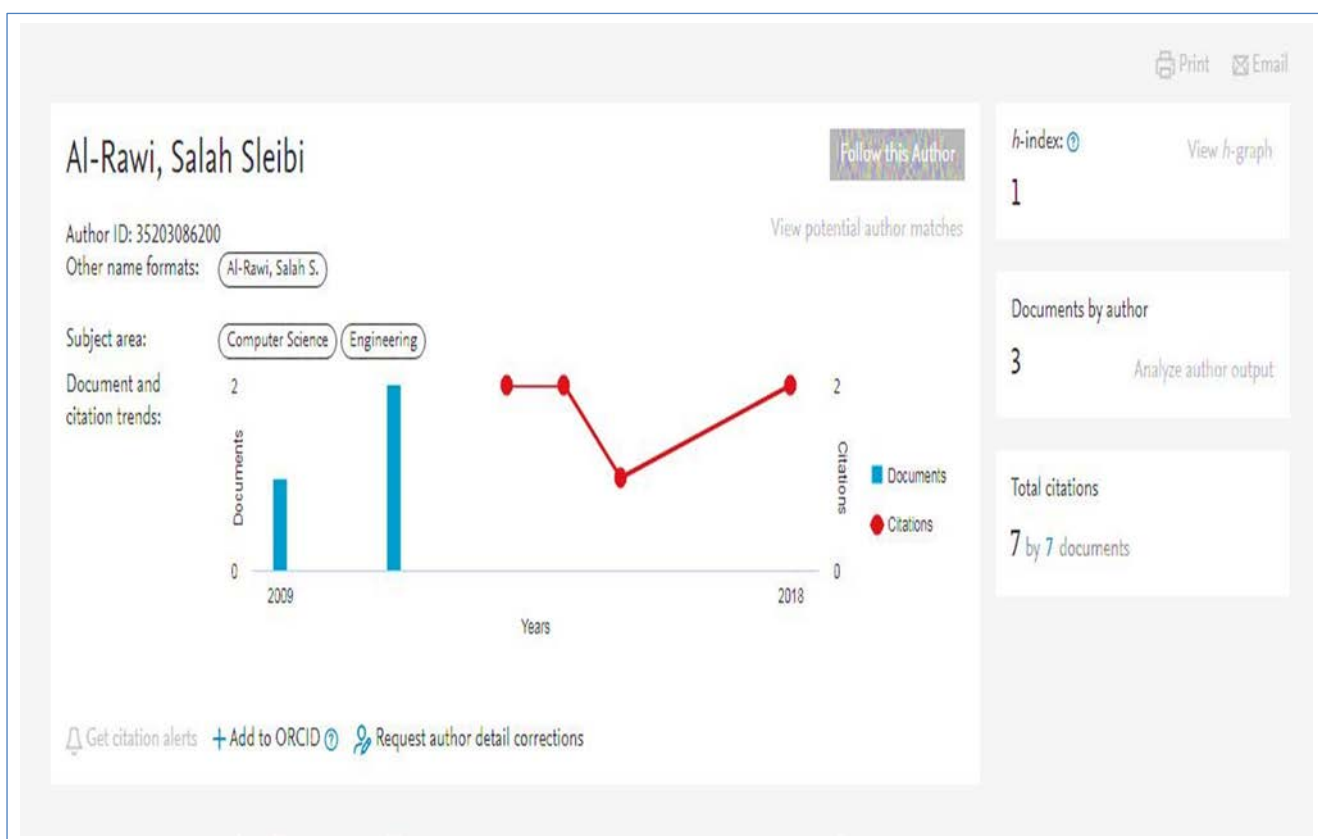 Print Email
Al-Rawi, Salah Sleibi
Follow this Author
Author ID: 35203086200
View potential author matches
Other name formats: Al-Rawi, Salah S.
Subject area: Computer Science Engineering
Document and
citation trends:
2
Documents
0
2009
2018
Years
2
Citations
0
Documents
Citations
Get citation alerts + Add to ORCID ? Request author detail corrections
h-index: ?
View h-graph
1
Documents by author
3
Analyze author output
Total citations
7 by 7 documents